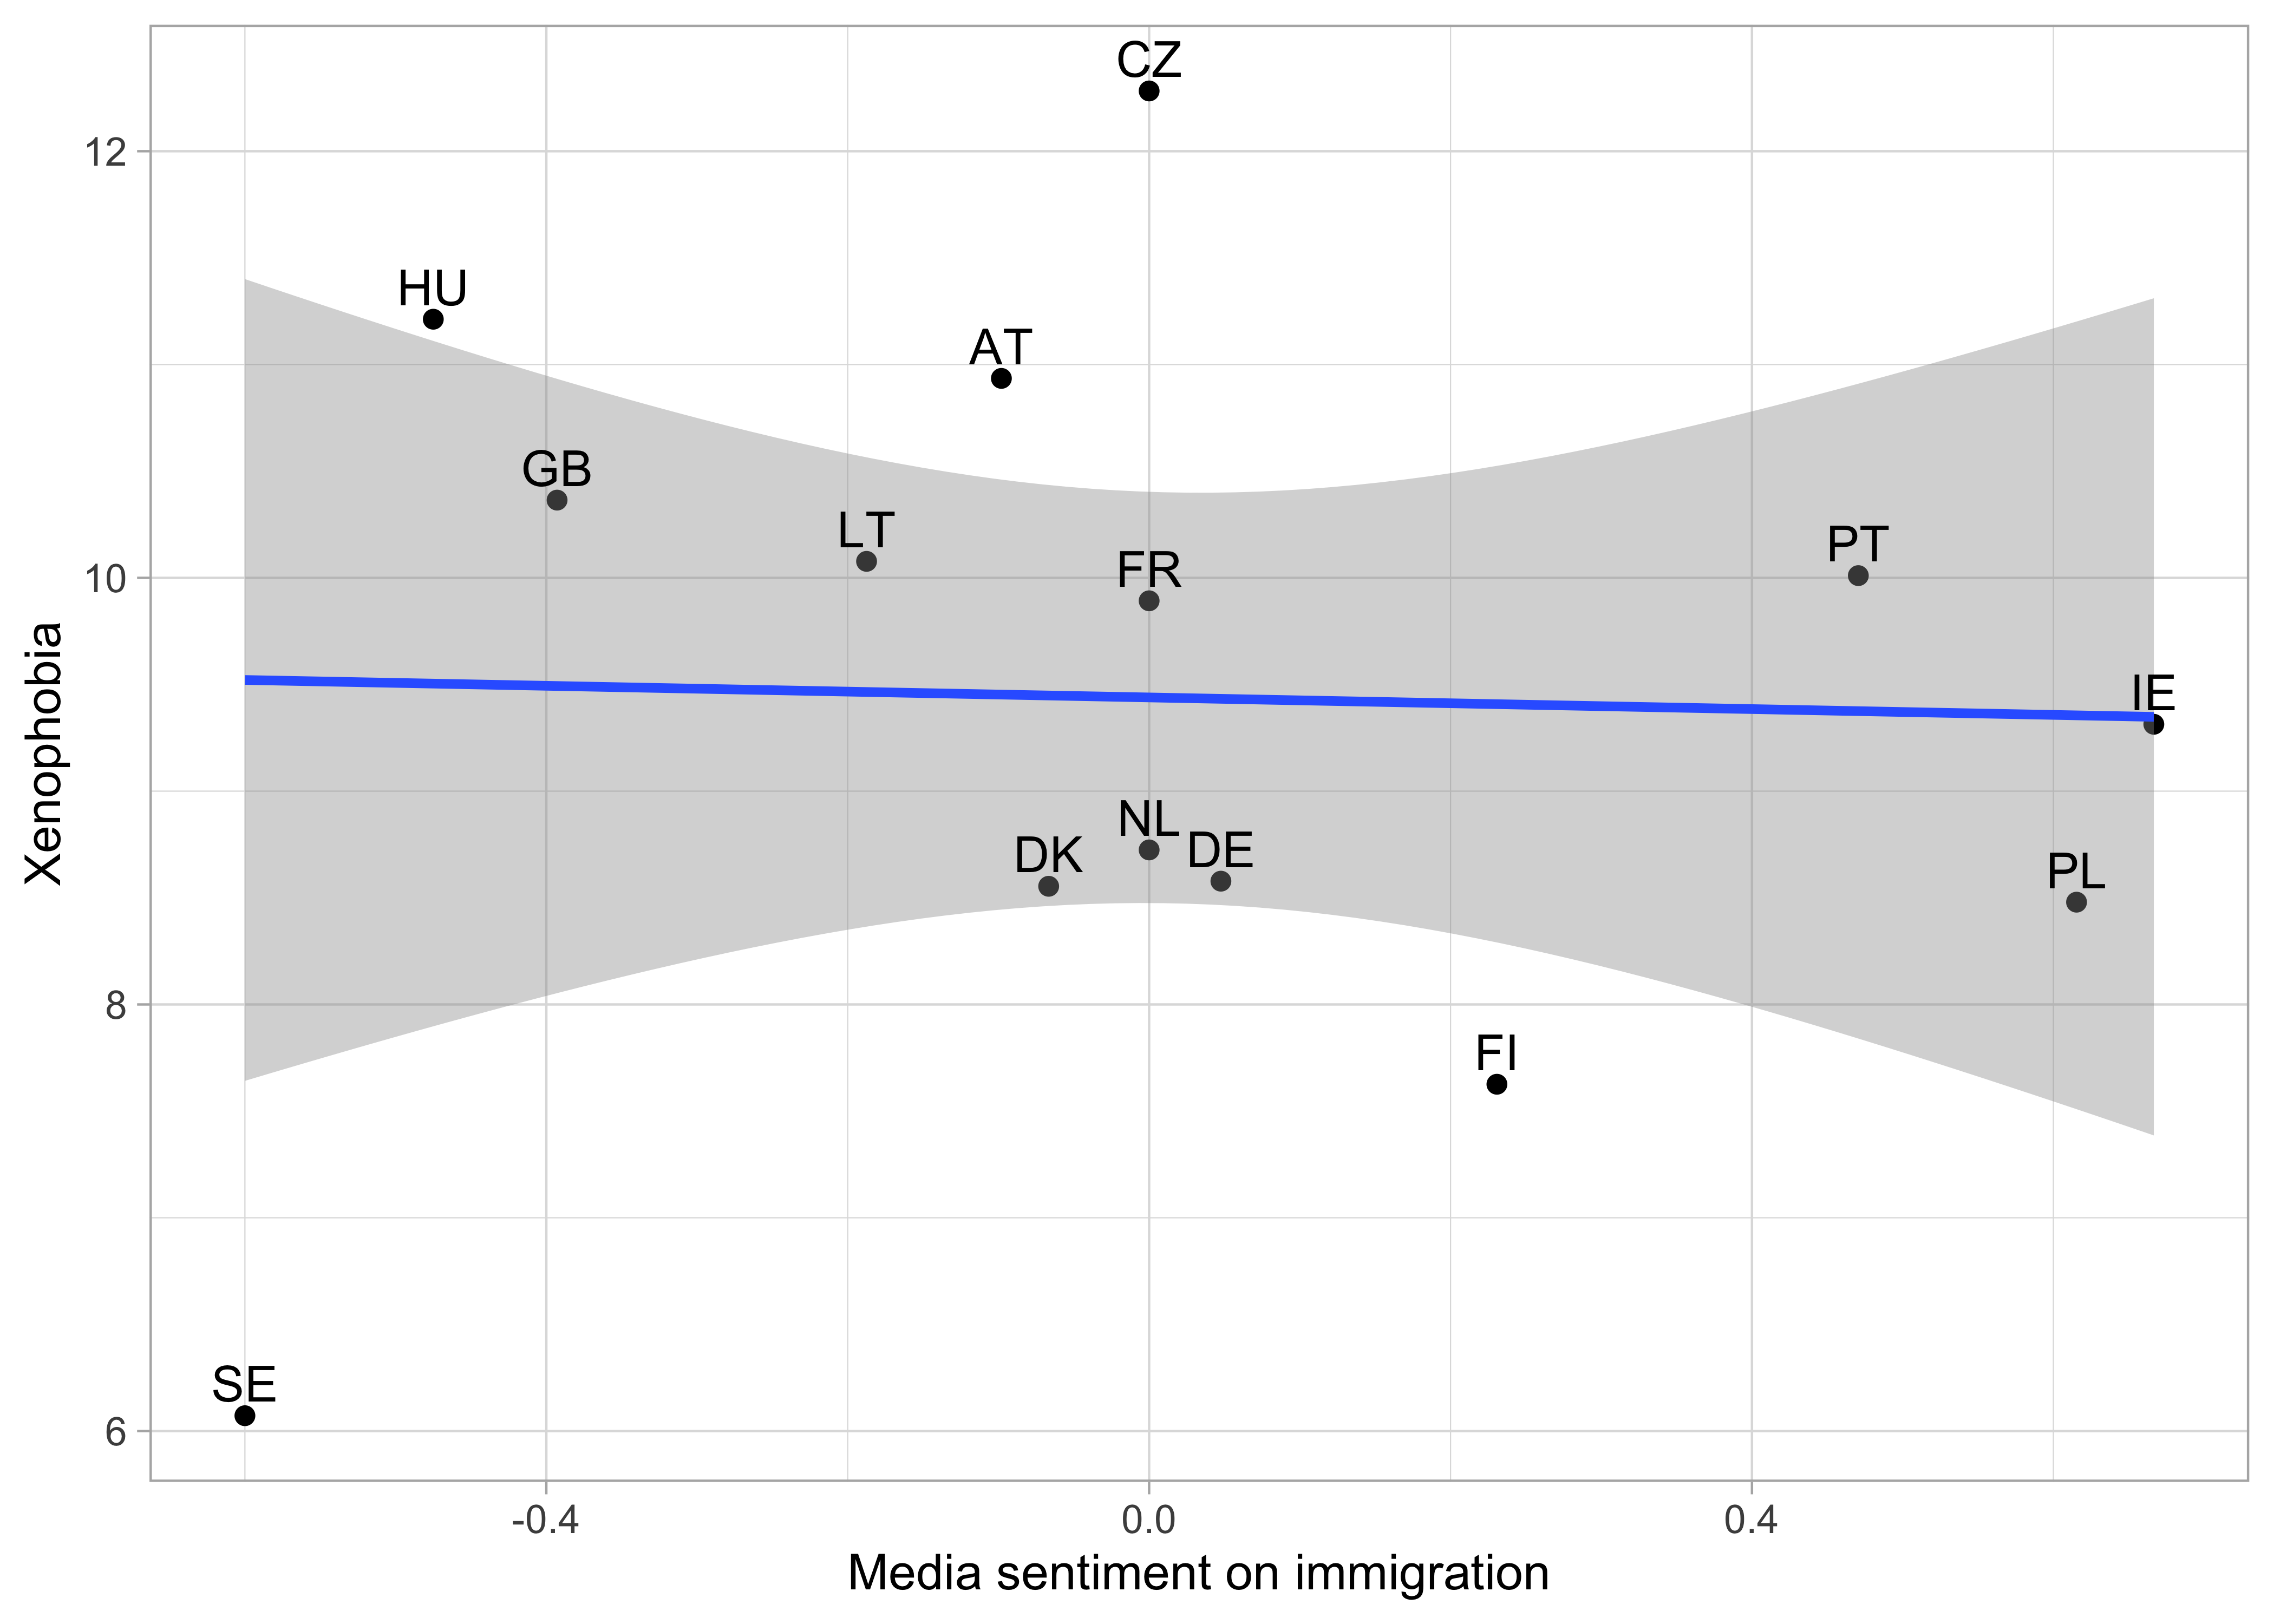 CZ
12
HU
AT
GB
LT
PT
FR
10
Xenophobia
IE
NL
DE
DK
PL
8
FI
SE
6
-0.4
0.0
0.4
Media sentiment on immigration